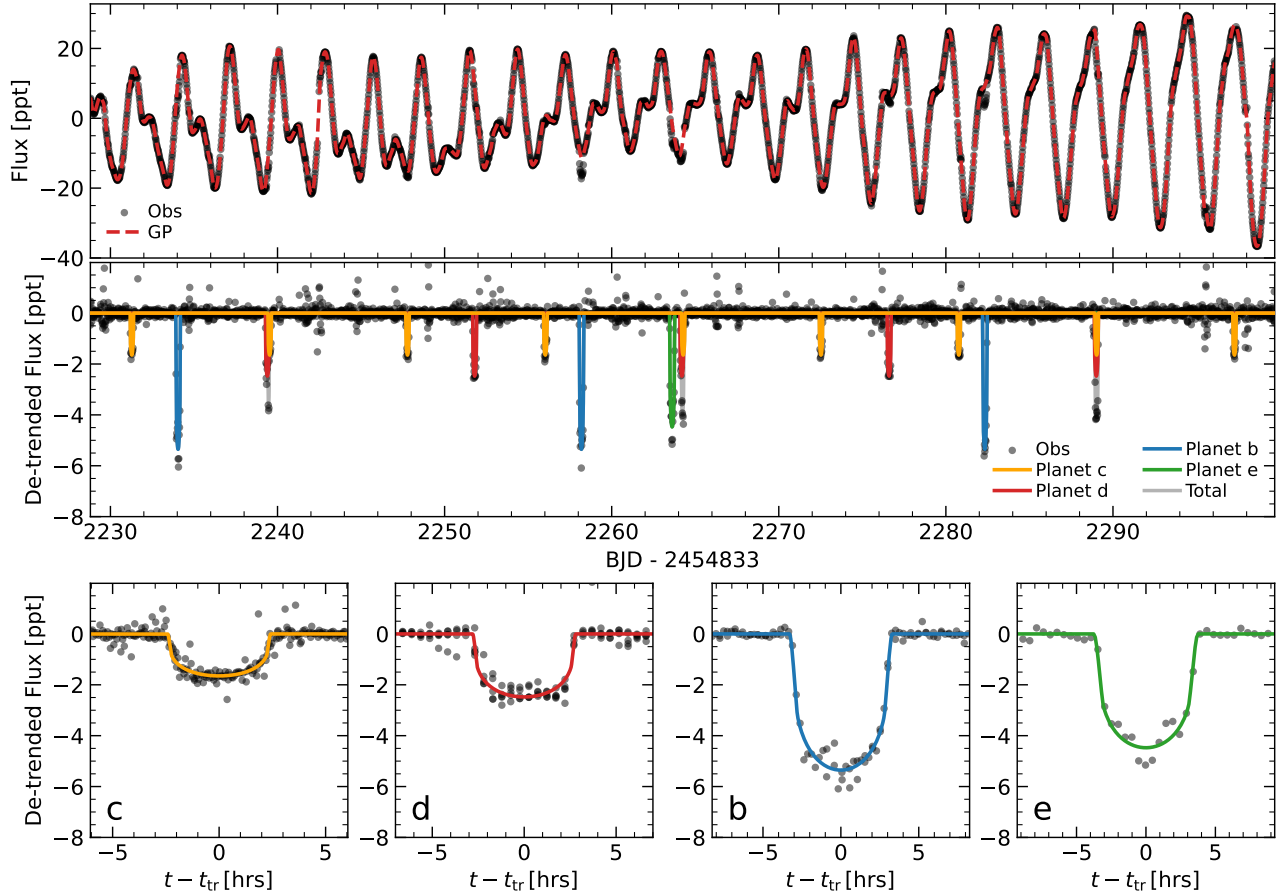 Flux [ppt]
20
0
−20
−40
Obs
GP
De-trended Flux [ppt]
0
−2
−4
−6
−8
Obs
Planet c
Planet d
Planet b
Planet e
Total
2230 2240 2250 2260 2270 2280 2290
BJD - 2454833
De-trended Flux [ppt]
0
−2
−4
−6
−8
c
−5 0 5
t − t_tr [hrs]
0
−2
−4
−6
−8
d
−5 0 5
t − t_tr [hrs]
0
−2
−4
−6
−8
b
−5 0 5
t − t_tr [hrs]
0
−2
−4
−6
−8
e
−5 0 5
t − t_tr [hrs]